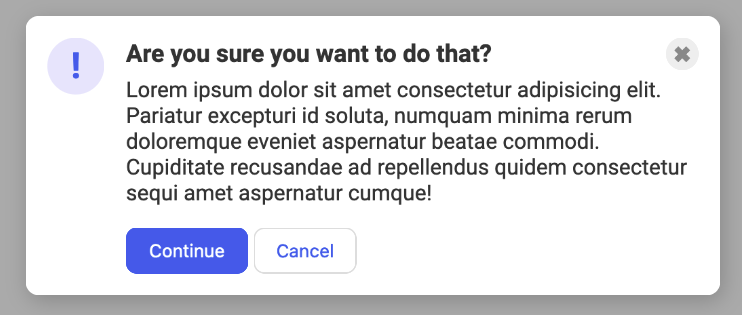 !
Are you sure you want to do that?
✖
Lorem ipsum dolor sit amet consectetur adipisicing elit.
Pariatur excepturi id soluta, numquam minima rerum
doloremque eveniet aspernatur beatae commodi.
Cupiditate recusandae ad repellendus quidem consectetur
sequi amet aspernatur cumque!
Continue
Cancel